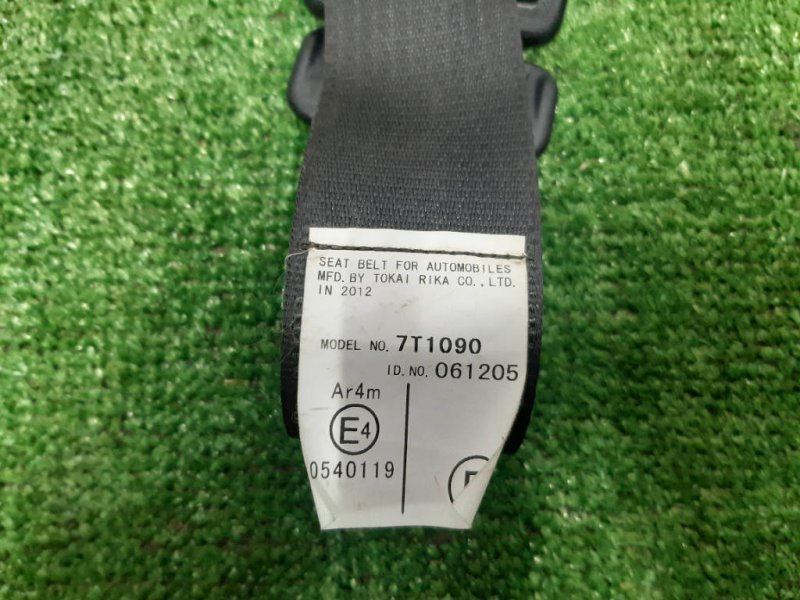 SEAT BELT FOR AUTOMOBILES
MFD. BY TOKAI RIKA CO., LTD.
IN 2012
MODEL NO. 7T1090
ID. NO. 061205
Ar4m
E4
0540119